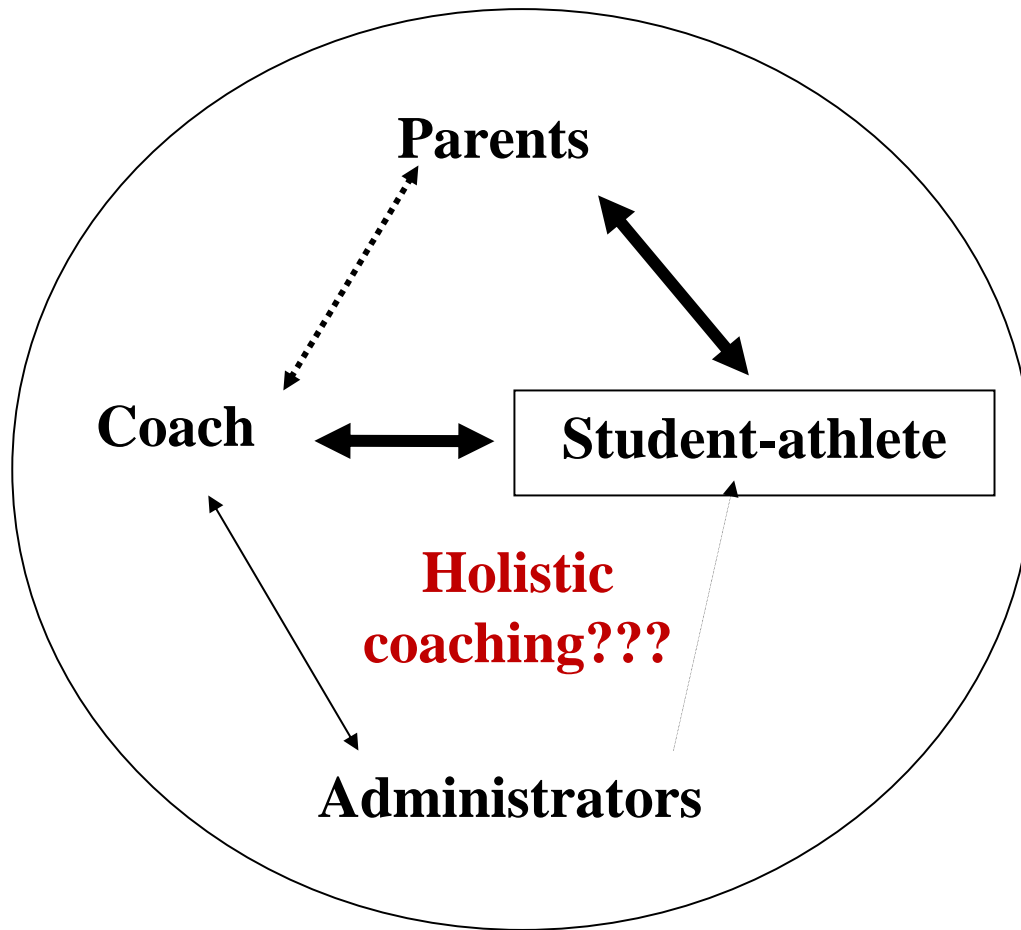 Parents
Coach
Student-athlete
Holistic
coaching???
Administrators